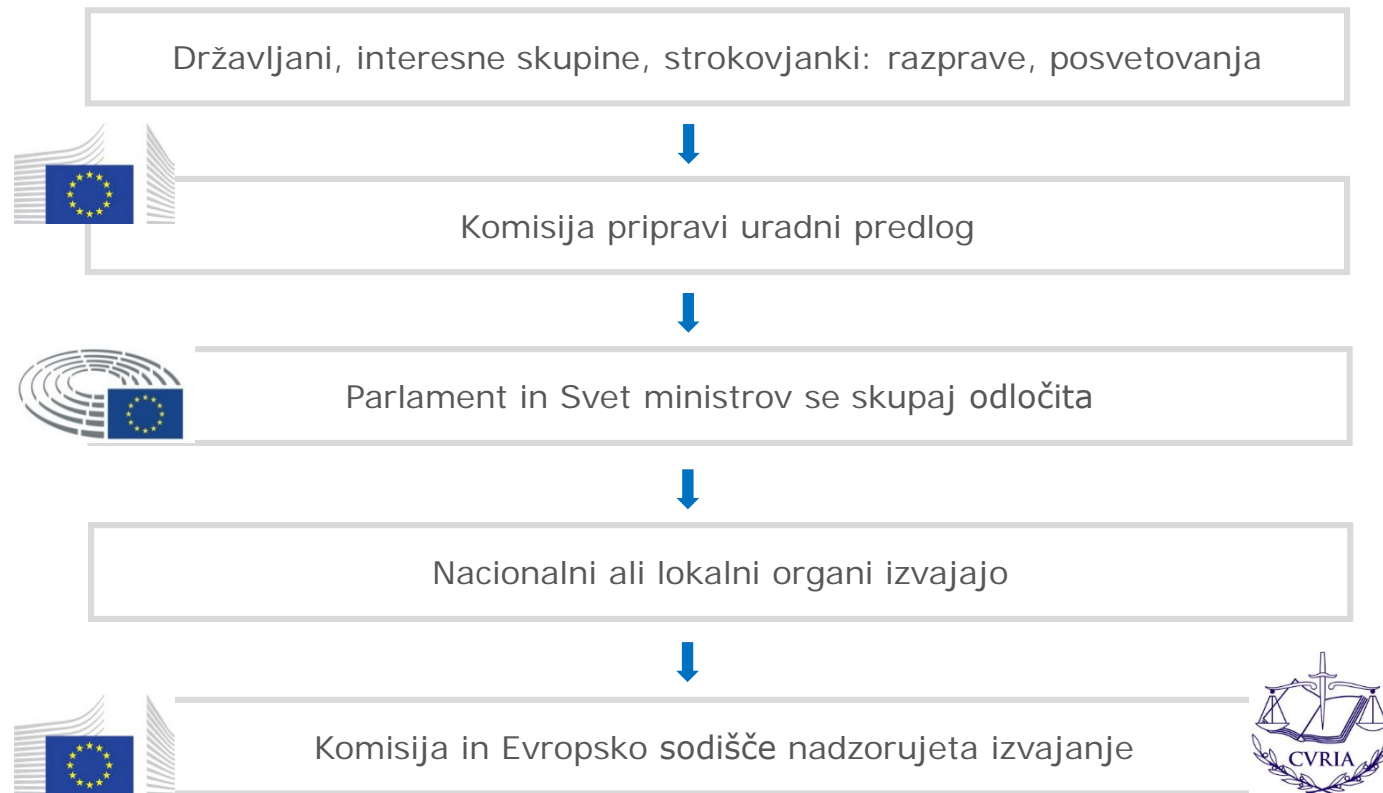 Državljani, interesne skupine, strokovjanki: razprave, posvetovanja
Komisija pripravi uradni predlog
Parlament in Svet ministrov se skupaj odločita
Nacionalni ali lokalni organi izvajajo
Komisija in Evropsko sodišče nadzorujeta izvajanje
CVRIA